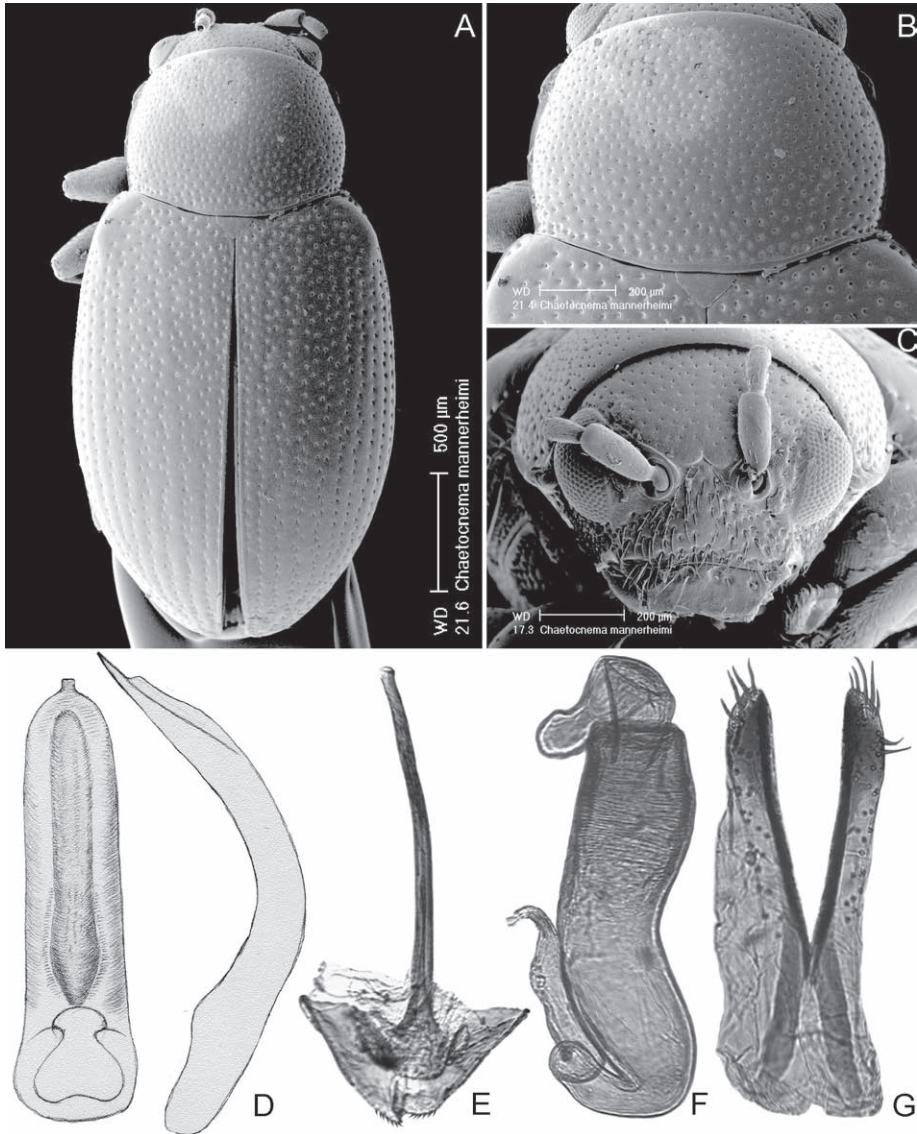 A
500 µm
WD
21.6 Chaetocnema mannerheimi
B
WD 200 µm
21.4 Chaetocnema mannerheimi
C
WD 200 µm
17.3 Chaetocnema mannerheimi
D
E
F
G